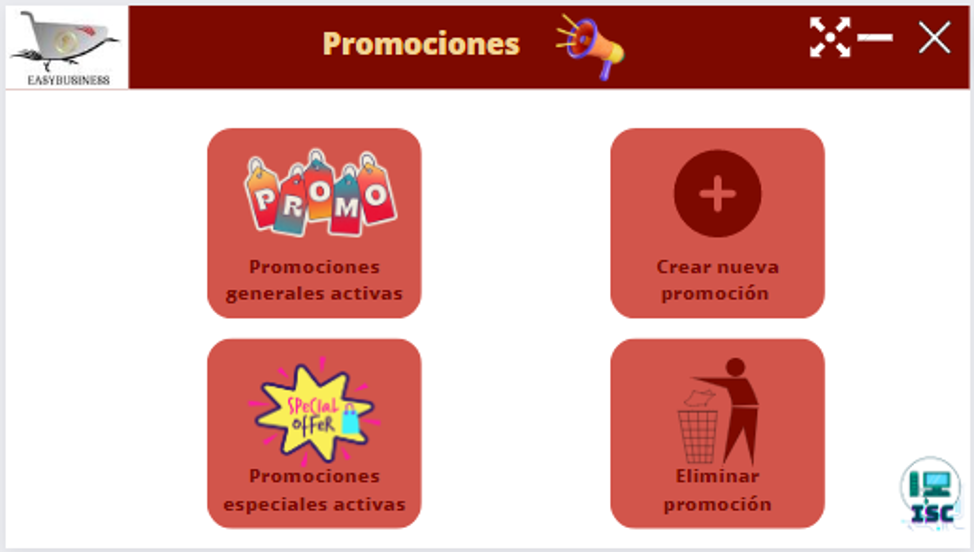 EASYBUSINESS
Promociones
PROMO
Promociones
generales activas
Crear nueva
promoción
SPECIAL
OFFER
Promociones
especiales activas
Eliminar
promoción
ISC